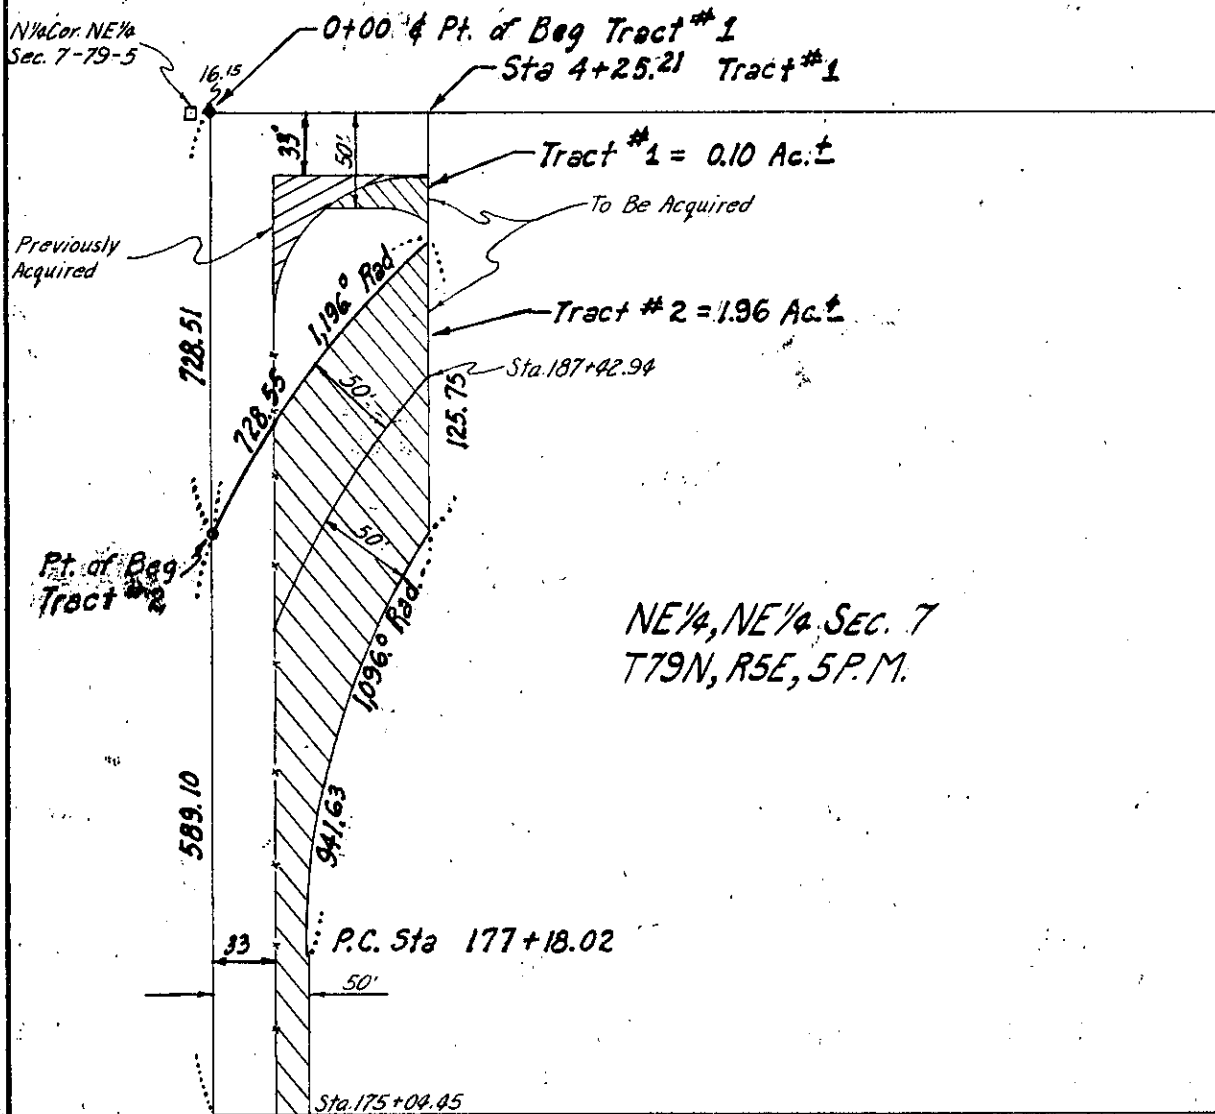 N¼Cor. NE¼
Sec. 7-79-5
16.15
0+00 & Pt. of Beg Tract #1
Sta 4+25.21 Tract #1
33'
50'
Tract #1 = 0.10 Ac.±
To Be Acquired
Previously
Acquired
1,196.0 Rad
Tract #2 = 1.96 Ac.±
728.51
728.55
50'
Sta. 187+42.94
125.75
50'
Pt. of Beg
Tract #2
1,096.0 Rad.
NE¼, NE¼ SEC. 7
T79N, R5E, 5P.M.
589.10
941.63
33
P.C. Sta 177+18.02
50'
Sta. 175+04.45